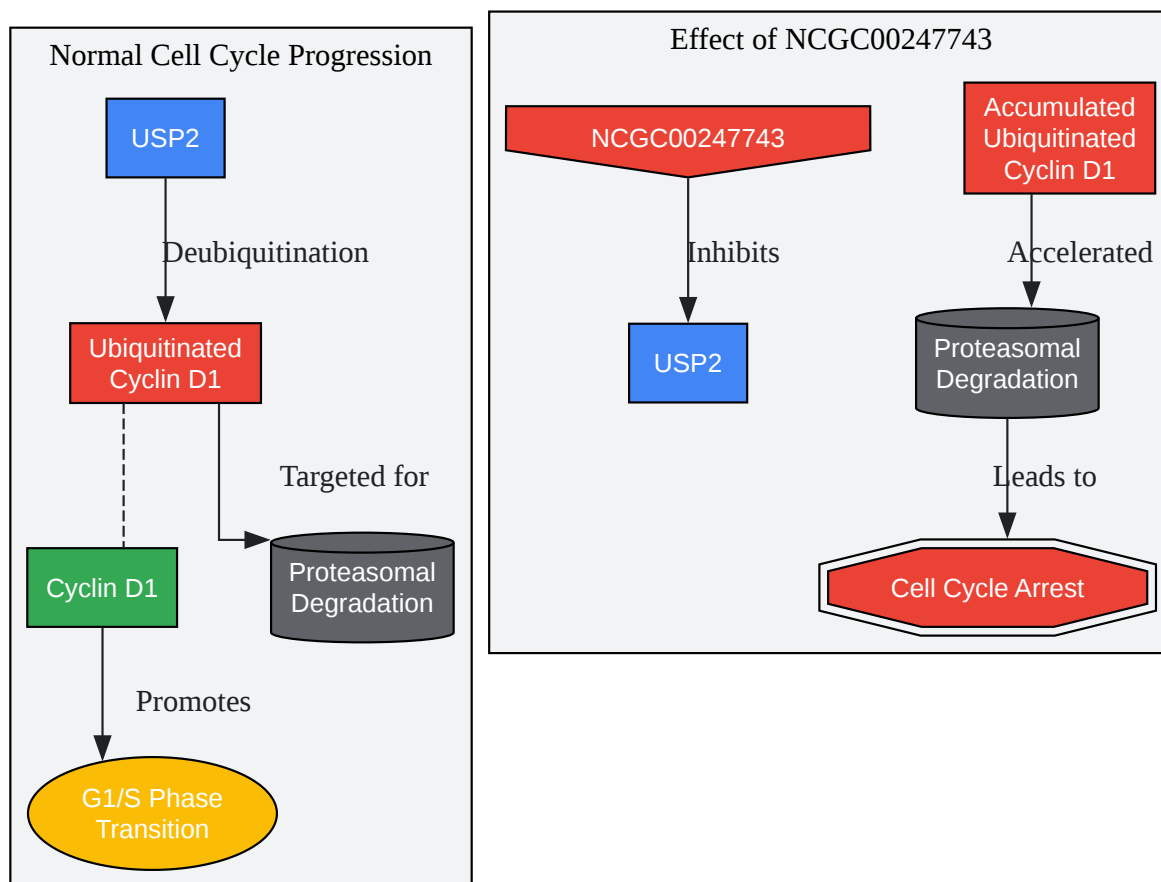 Normal Cell Cycle Progression
USP2
Deubiquitination
Ubiquitinated
Cyclin D1
Targeted for
Cyclin D1
Proteasomal
Degradation
Promotes
G1/S Phase
Transition
Effect of NCGC00247743
NCGC00247743
Inhibits
USP2
Accumulated
Ubiquitinated
Cyclin D1
Accelerated
Proteasomal
Degradation
Leads to
Cell Cycle Arrest